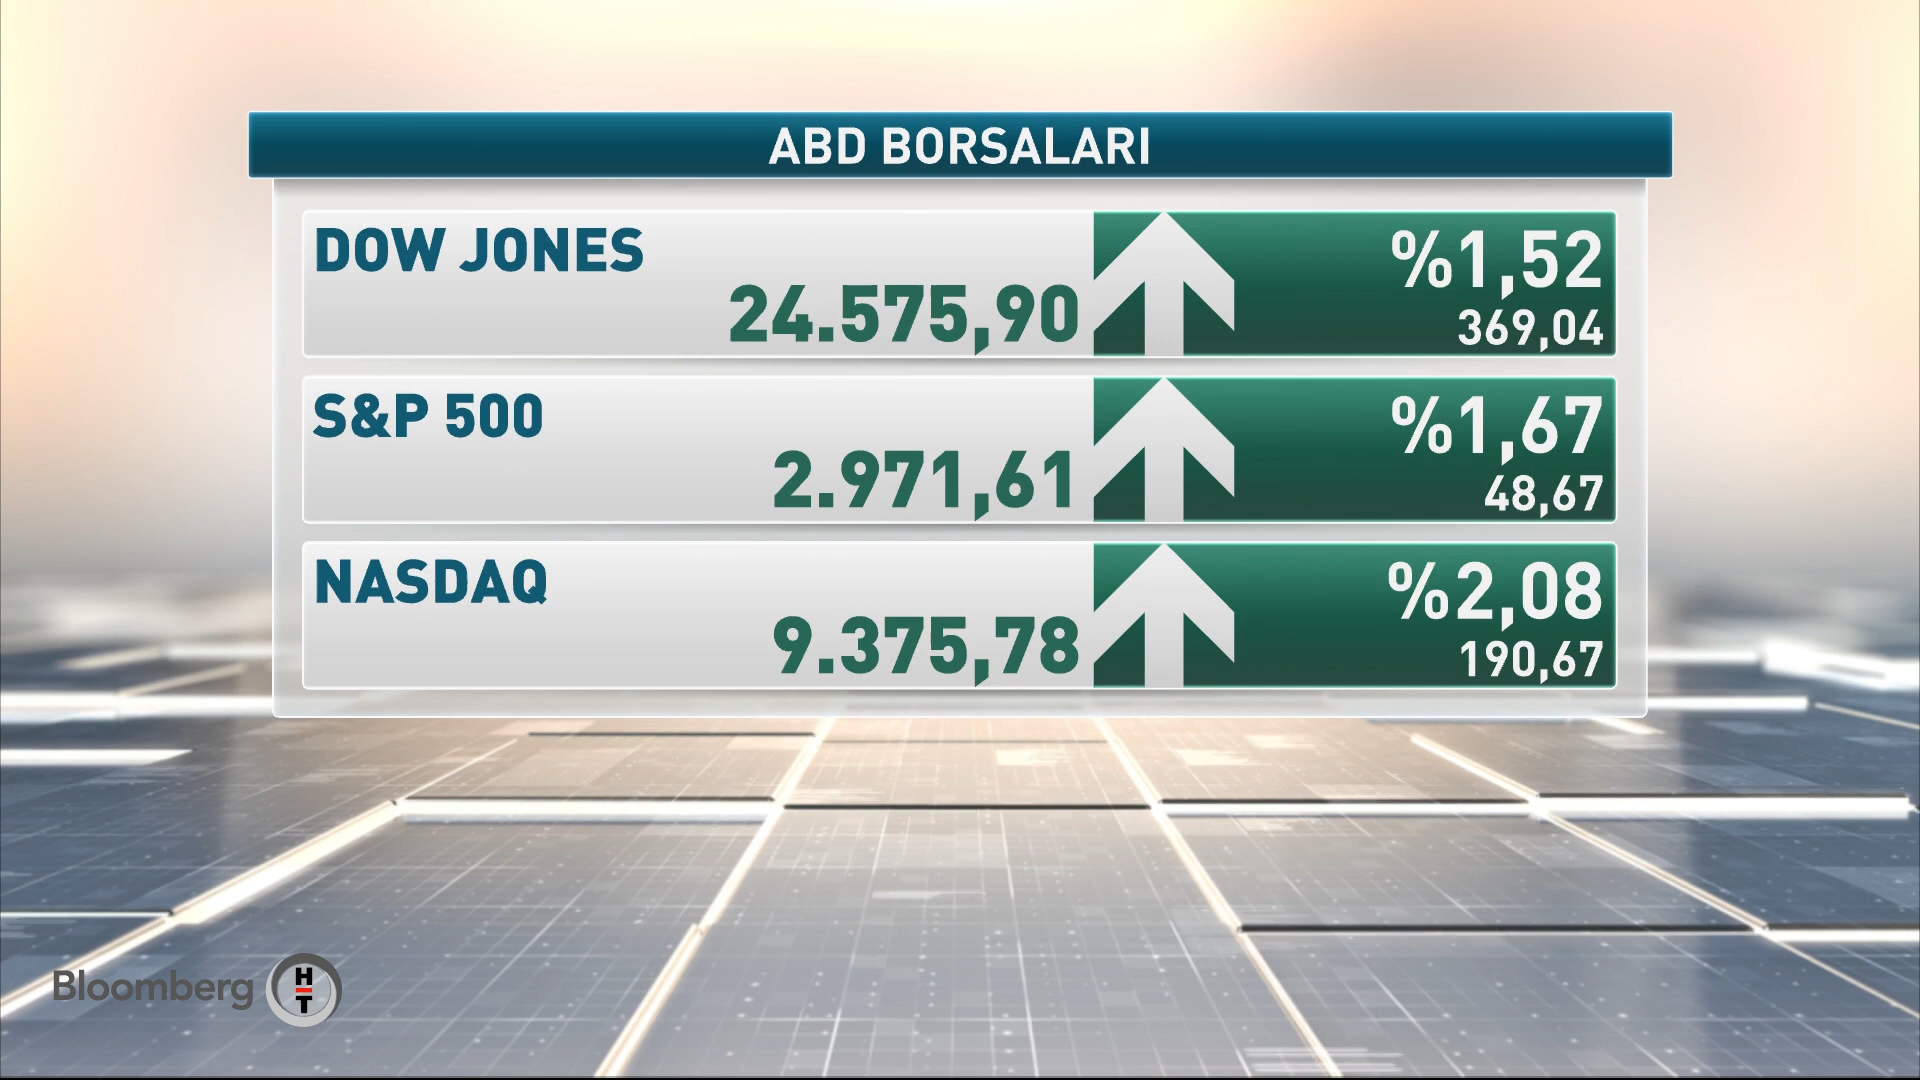 ABD BORSALARI
DOW JONES
24.575,90
%1,52
369,04
S&P 500
2.971,61
%1,67
48,67
NASDAQ
9.375,78
%2,08
190,67
Bloomberg HT